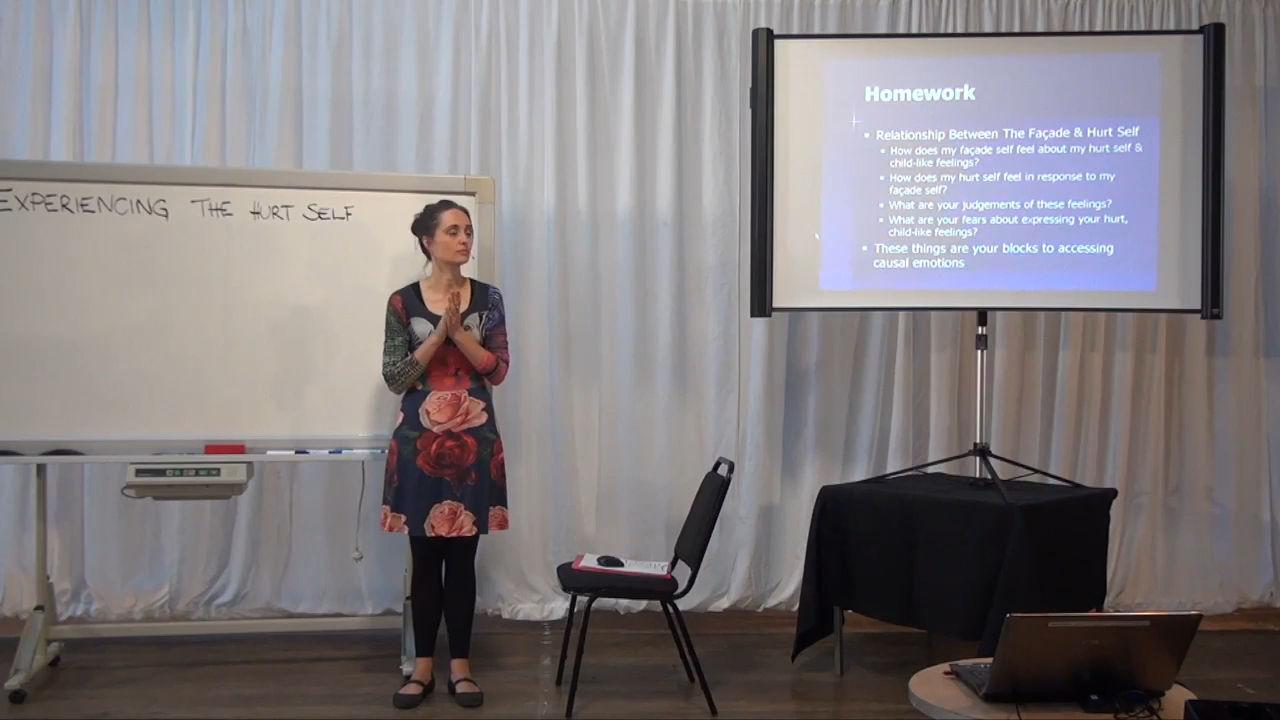 EXPERIENCING THE HURT SELF
Homework
Relationship Between The Façade & Hurt Self
How does my façade self feel about my hurt self &
child-like feelings?
How does my hurt self feel in response to my
façade self?
What are your judgements of these feelings?
What are your fears about expressing your hurt,
child-like feelings?
These things are your blocks to accessing
causal emotions